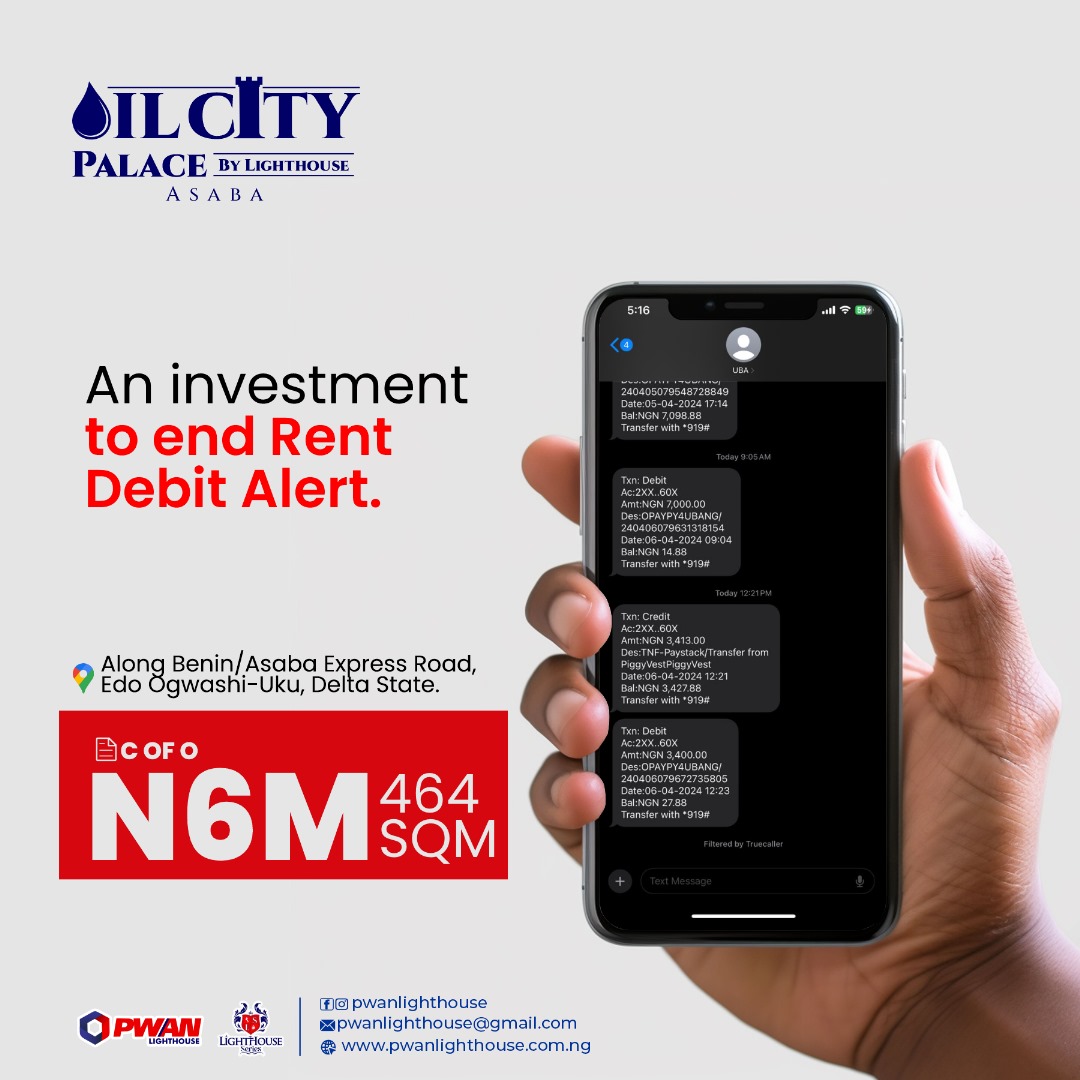 OIL CITY
PALACE BY LIGHTHOUSE
ASABA
An investment
to end Rent
Debit Alert.
Along Benin/Asaba Express Road,
Edo Ogwashi-Uku, Delta State.
C OF O
N6M
464
SQM
5:16
59
4
UBA
240405079548728849
Date:05-04-2024 17:14
Bal:NGN 7,098.88
Transfer with *919#
Today 9:05 AM
Txn: Debit
Ac:2XX..60X
Amt:NGN 7,000.00
Des:OPAYPY4UBANG/
240406079631318154
Date:06-04-2024 09:04
Bal:NGN 14.88
Transfer with *919#
Today 12:21 PM
Txn: Credit
Ac:2XX..60X
Amt:NGN 3,413.00
Des:TNF-Paystack/Transfer from
PiggyVestPiggyVest
Date:06-04-2024 12:21
Bal:NGN 3,427.88
Transfer with *919#
Txn: Debit
Ac:2XX..60X
Amt:NGN 3,400.00
Des:OPAYPY4UBANG/
240406079672735805
Date:06-04-2024 12:23
Bal:NGN 27.88
Transfer with *919#
Filtered by Truecaller
Text Message
PWAN
LIGHTHOUSE
LIGHTHOUSE
Series
pwanlighthouse
pwanlighthouse@gmail.com
www.pwanlighthouse.com.ng